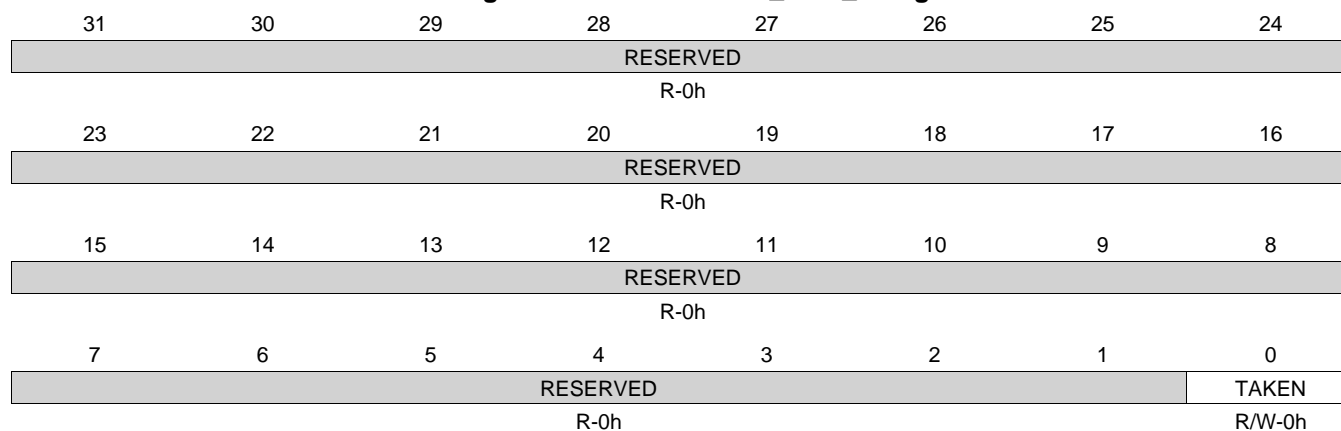 31 30 29 28 27 26 25 24
RESERVED
R-0h
23 22 21 20 19 18 17 16
RESERVED
R-0h
15 14 13 12 11 10 9 8
RESERVED
R-0h
7 6 5 4 3 2 1 0
RESERVED TAKEN
R-0h R/W-0h